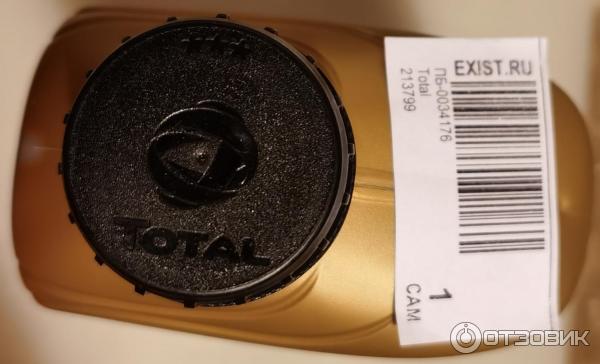 TOTAL
EXIST.RU
ПБ-0034176
Total
213799
1
САМ
ОТЗОВИК